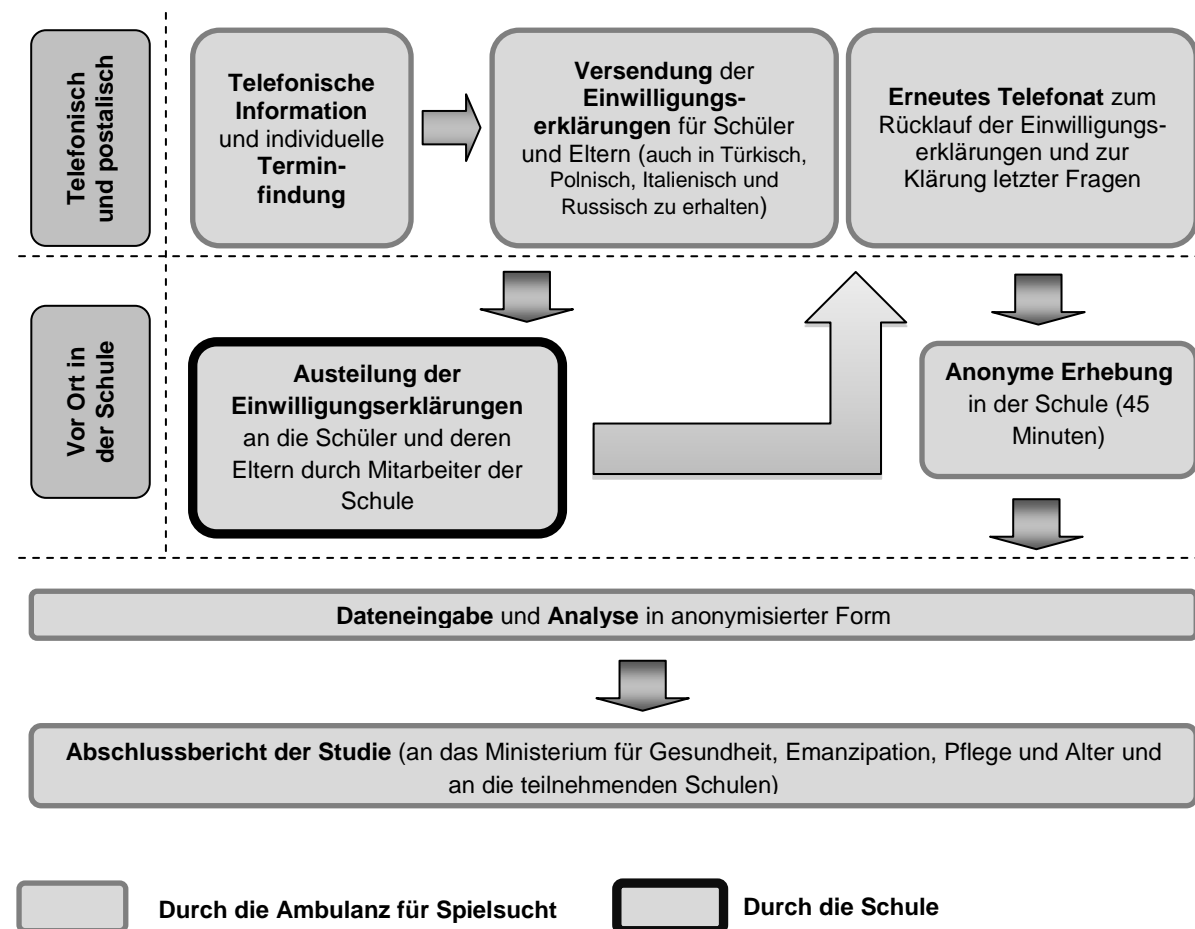 Telefonisch
und postalisch
Telefonische
Information
und individuelle
Termin-
findung
Versendung der
Einwilligungs-
erklärungen für Schüler
und Eltern (auch in Türkisch,
Polnisch, Italienisch und
Russisch zu erhalten)
Erneutes Telefonat zum
Rücklauf der Einwilligungs-
erklärungen und zur
Klärung letzter Fragen
Vor Ort in
der Schule
Austeilung der
Einwilligungserklärungen
an die Schüler und deren
Eltern durch Mitarbeiter der
Schule
Anonyme Erhebung
in der Schule (45
Minuten)
Dateneingabe und Analyse in anonymisierter Form
Abschlussbericht der Studie (an das Ministerium für Gesundheit, Emanzipation, Pflege und Alter und
an die teilnehmenden Schulen)
Durch die Ambulanz für Spielsucht
Durch die Schule